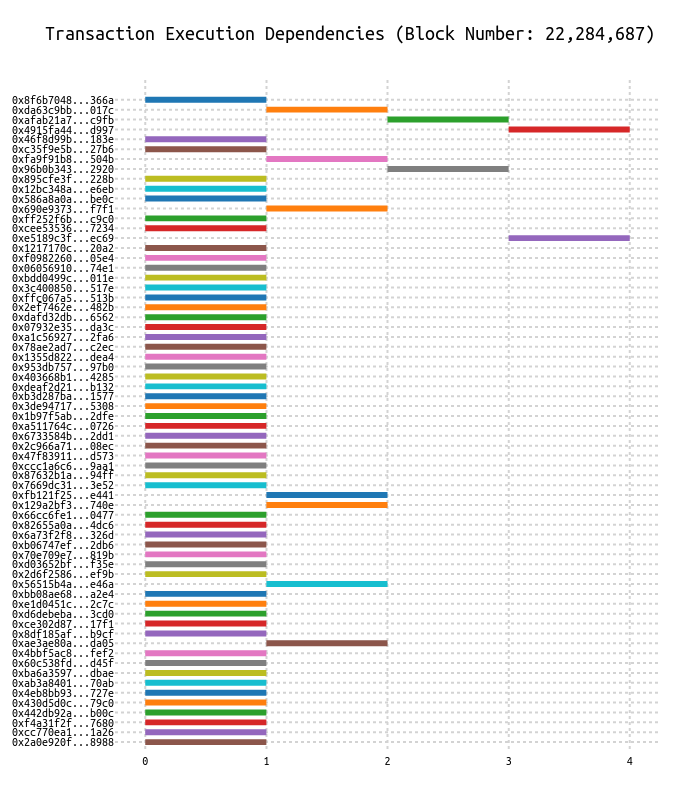 Transaction Execution Dependencies (Block Number: 22,284,687)
0x8f6b7048...366a
0xda63c9bb...017c
0xafab21a7...c9fb
0x4915fa44...d997
0x46f8d99b...183e
0xc35f9e5b...27b6
0xfa9f91b8...504b
0x96b0b343...2920
0x895cfe3f...228b
0x12bc348a...e6eb
0x586a8a0a...be0c
0x690e9373...f7f1
0xff252f6b...c9c0
0xcee53536...7234
0xe5189c3f...ec69
0x1217170c...20a2
0xf0982260...05e4
0x06056910...74e1
0xbdd0499c...011e
0x3c400850...517e
0xffc067a5...513b
0x2ef7462e...482b
0xdafd32db...6562
0x07932e35...da3c
0xa1c56927...2fa6
0x78ae2ad7...c2ec
0x1355d822...dea4
0x953db757...97b0
0x403668b1...4285
0xdeaf2d21...b132
0xb3d287ba...1577
0x3de94717...5308
0x1b97f5ab...2dfe
0xa511764c...0726
0x6733584b...2dd1
0x2c966a71...08ec
0x47f83911...d573
0xccc1a6c6...9aa1
0x87632b1a...94ff
0x7669dc31...3e52
0xfb121f25...e441
0x129a2bf3...740e
0x66cc6fe1...0477
0x82655a0a...4dc6
0x6a73f2f8...326d
0xb06747ef...2db6
0x70e709e7...819b
0xd03652bf...f35e
0x2d6f2586...ef9b
0x56515b4a...e46a
0xbb08ae68...a2e4
0xe1d0451c...2c7c
0xd6debeba...3cd0
0xce302d87...17f1
0x8df185af...b9cf
0xae3ae80a...da05
0x4bbf5ac8...fef2
0x60c538fd...d45f
0xba6a3597...dbae
0xab3a8401...70ab
0x4eb8bb93...727e
0x430d5d0c...79c0
0x442db92a...b00c
0xf4a31f2f...7680
0xcc770ea1...1a26
0x2a0e920f...8988
0 1 2 3 4